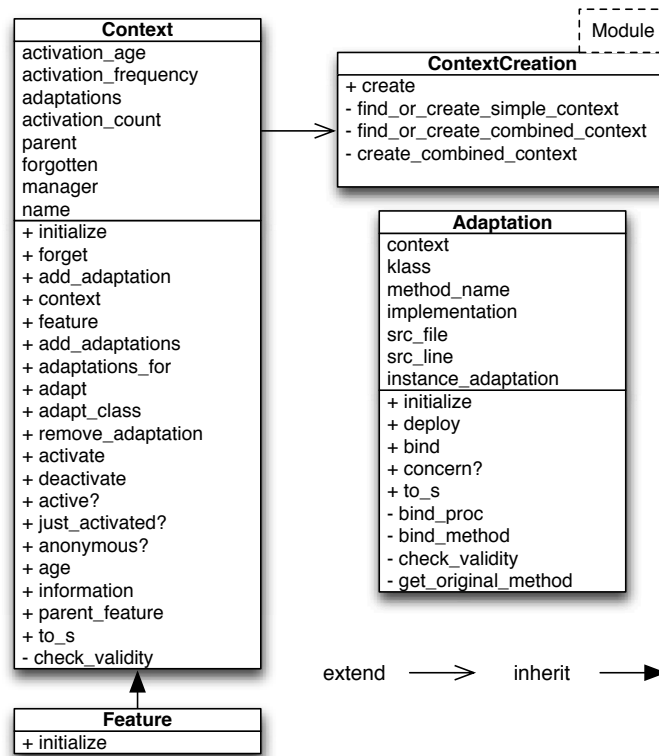 Context
activation_age
activation_frequency
adaptations
activation_count
parent
forgotten
manager
name
+ initialize
+ forget
+ add_adaptation
+ context
+ feature
+ add_adaptations
+ adaptations_for
+ adapt
+ adapt_class
+ remove_adaptation
+ activate
+ deactivate
+ active?
+ just_activated?
+ anonymous?
+ age
+ information
+ parent_feature
+ to_s
- check_validity
Feature
+ initialize
Module
ContextCreation
+ create
- find_or_create_simple_context
- find_or_create_combined_context
- create_combined_context
Adaptation
context
klass
method_name
implementation
src_file
src_line
instance_adaptation
+ initialize
+ deploy
+ bind
+ concern?
+ to_s
- bind_proc
- bind_method
- check_validity
- get_original_method
extend
inherit